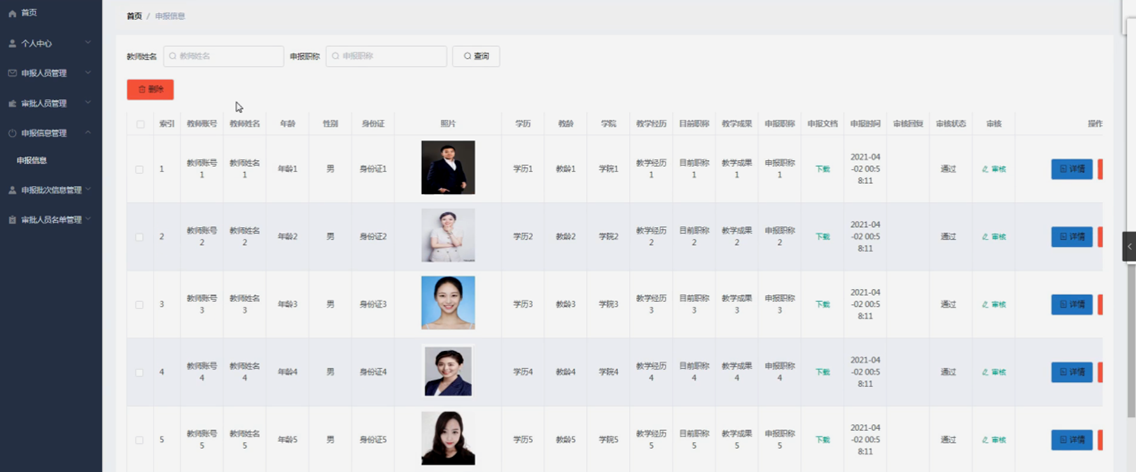 首页
个人中心
申报人员管理
审批人员管理
申报信息管理
申报信息
申报批次信息管理
审批人员名单管理
首页 / 申报信息
教师姓名 教师姓名 申报职称 申报职称 查询
删除
索引 教师账号 教师姓名 年龄 性别 身份证 照片 学历 教龄 学院 教学经历 目前职称 教学成果 申报职称 申报文档 申报时间 审核回复 审核状态 审核 操作
1 教师账号1 教师姓名1 年龄1 男 身份证1 学历1 教龄1 学院1 教学经历1 目前职称1 教学成果1 申报职称1 下载 2021-04-02 00:58:11 通过 审核 详情
2 教师账号2 教师姓名2 年龄2 男 身份证2 学历2 教龄2 学院2 教学经历2 目前职称2 教学成果2 申报职称2 下载 2021-04-02 00:58:11 通过 审核 详情
3 教师账号3 教师姓名3 年龄3 男 身份证3 学历3 教龄3 学院3 教学经历3 目前职称3 教学成果3 申报职称3 下载 2021-04-02 00:58:11 通过 审核 详情
4 教师账号4 教师姓名4 年龄4 男 身份证4 学历4 教龄4 学院4 教学经历4 目前职称4 教学成果4 申报职称4 下载 2021-04-02 00:58:11 通过 审核 详情
5 教师账号5 教师姓名5 年龄5 男 身份证5 学历5 教龄5 学院5 教学经历5 目前职称5 教学成果5 申报职称5 下载 2021-04-02 00:58:11 通过 审核 详情